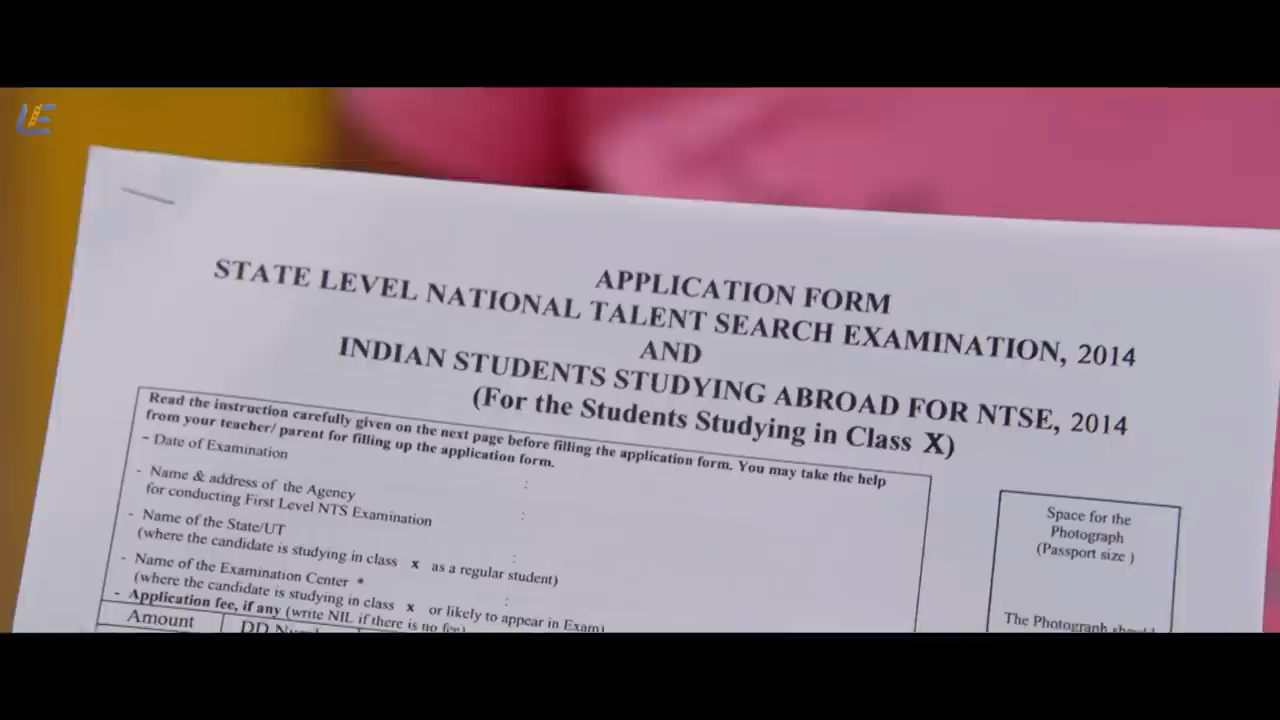 LE
APPLICATION FORM
STATE LEVEL NATIONAL TALENT SEARCH EXAMINATION, 2014
AND
INDIAN STUDENTS STUDYING ABROAD FOR NTSE, 2014
(For the Students Studying in Class X)
Read the instruction carefully given on the next page before filling the application form. You may take the help
from your teacher/ parent for filling up the application form.
- Date of Examination :
- Name & address of the Agency
for conducting First Level NTS Examination :
- Name of the State/UT
(where the candidate is studying in class x as a regular student) :
- Name of the Examination Center *
(where the candidate is studying in class x or likely to appear in Exam) :
- Application fee, if any (write NIL if there is no fee)
Amount DD
Space for the
Photograph
(Passport size )
The Photograph